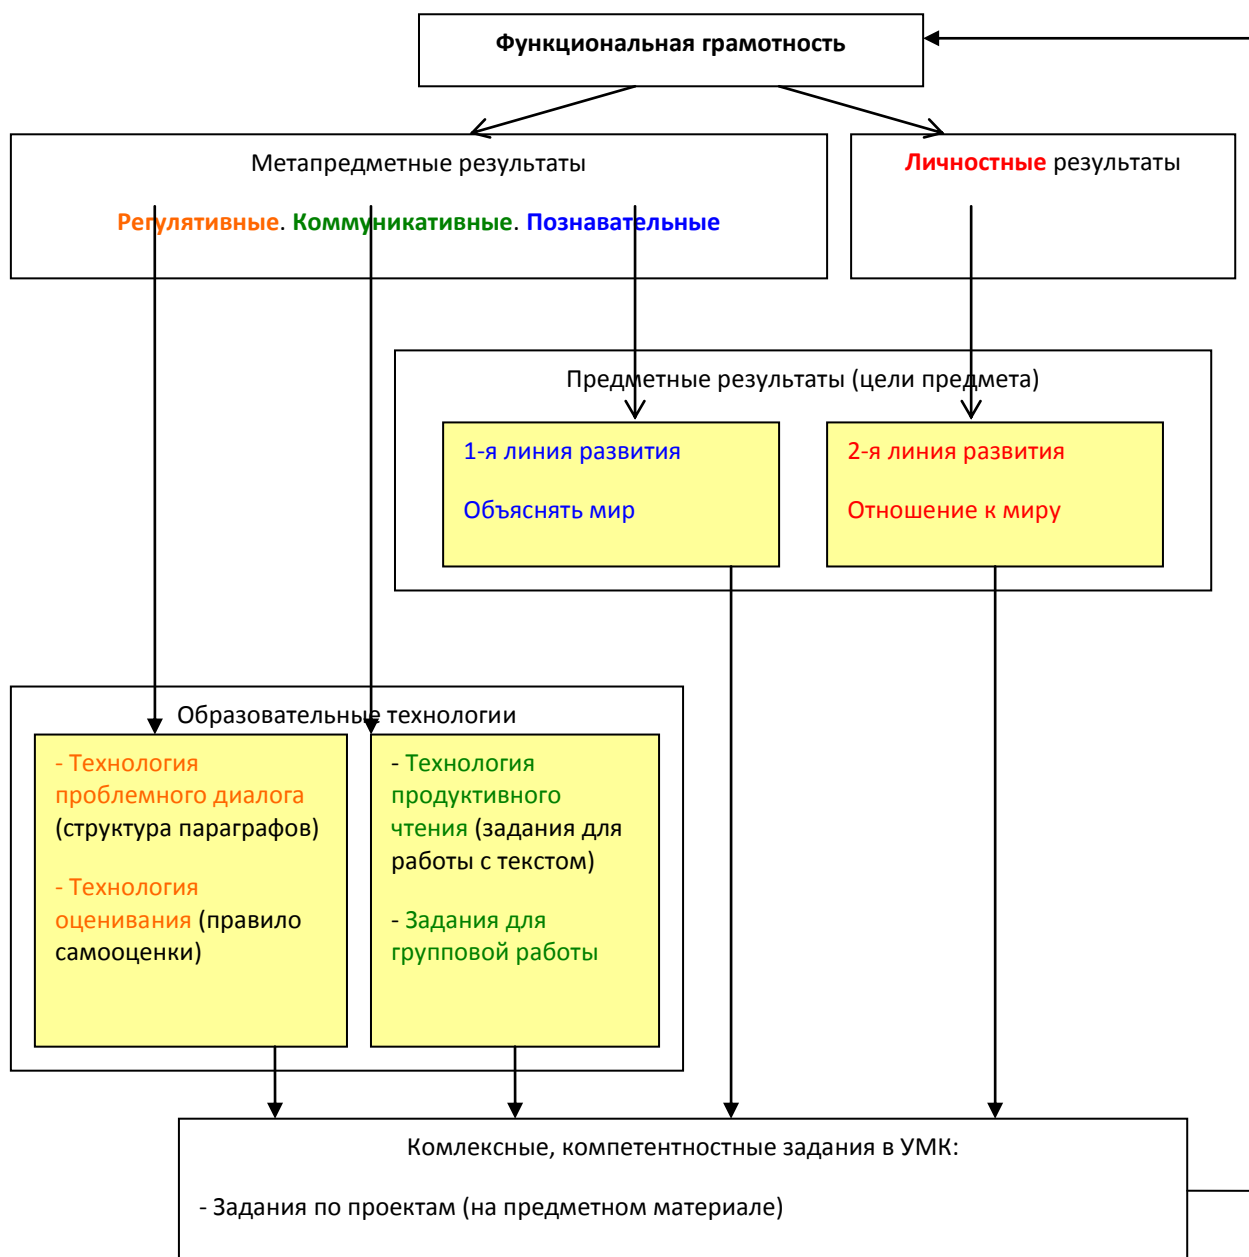 Функциональная грамотность
Метапредметные результаты
Регулятивные. Коммуникативные. Познавательные
Личностные результаты
Предметные результаты (цели предмета)
1-я линия развития
Объяснять мир
2-я линия развития
Отношение к миру
Образовательные технологии
- Технология
проблемного диалога
(структура параграфов)
- Технология
оценивания (правило
самооценки)
- Технология
продуктивного
чтения (задания для
работы с текстом)
- Задания для
групповой работы
Комлексные, компетентностные задания в УМК:
- Задания по проектам (на предметном материале)